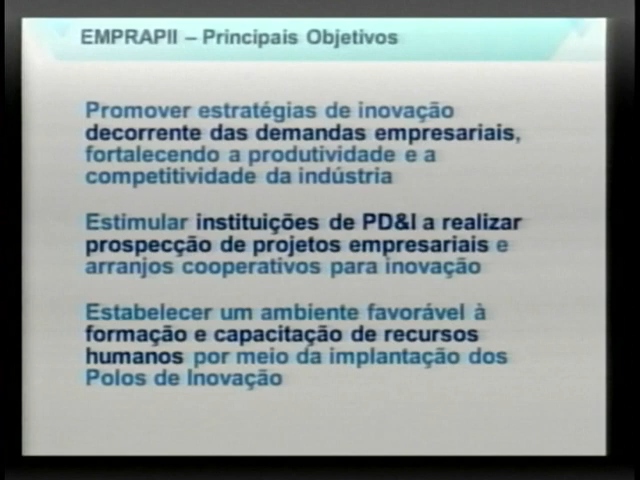 EMPRAPII – Principais Objetivos
Promover estratégias de inovação
decorrente das demandas empresariais,
fortalecendo a produtividade e a
competitividade da indústria
Estimular instituições de PD&I a realizar
prospecção de projetos empresariais e
arranjos cooperativos para inovação
Estabelecer um ambiente favorável à
formação e capacitação de recursos
humanos por meio da implantação dos
Polos de Inovação